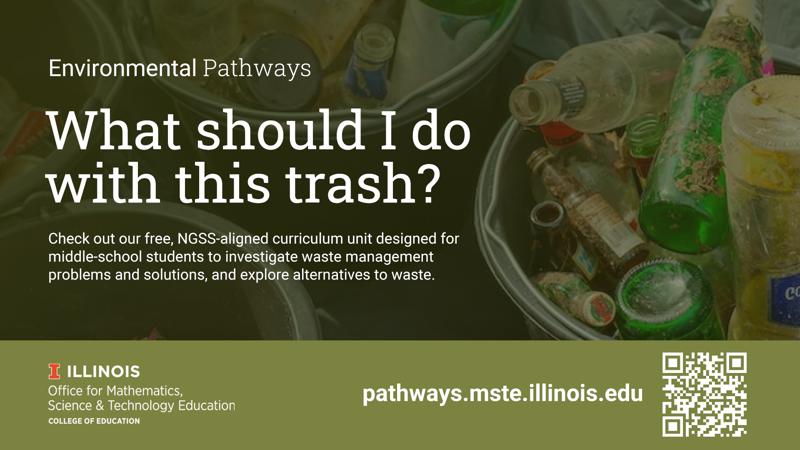 Environmental Pathways
What should I do
with this trash?
Check out our free, NGSS-aligned curriculum unit designed for
middle-school students to investigate waste management
problems and solutions, and explore alternatives to waste.
I ILLINOIS
Office for Mathematics,
Science & Technology Education
COLLEGE OF EDUCATION
pathways.mste.illinois.edu